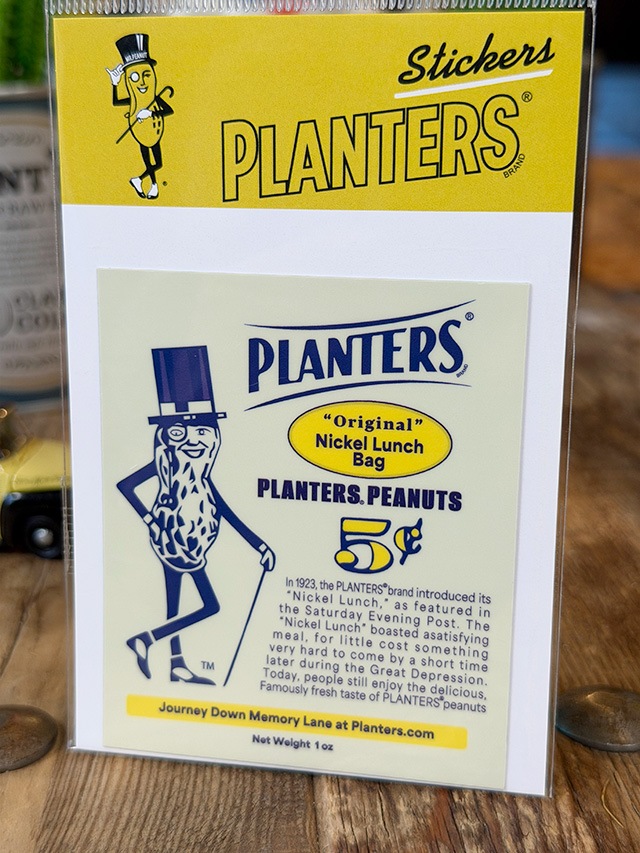 MR.PEANUT
Stickers
PLANTERS®
BRAND
PLANTERS®
BRAND
"Original"
Nickel Lunch
Bag
PLANTERS. PEANUTS
5¢
In 1923, the PLANTERS® brand introduced its
"Nickel Lunch," as featured in
the Saturday Evening Post. The
"Nickel Lunch" boasted asatisfying
meal, for little cost something
very hard to come by a short time
later during the Great Depression.
Today, people still enjoy the delicious,
Famously fresh taste of PLANTERS® peanuts
TM
Journey Down Memory Lane at Planters.com
Net Weight 1 oz